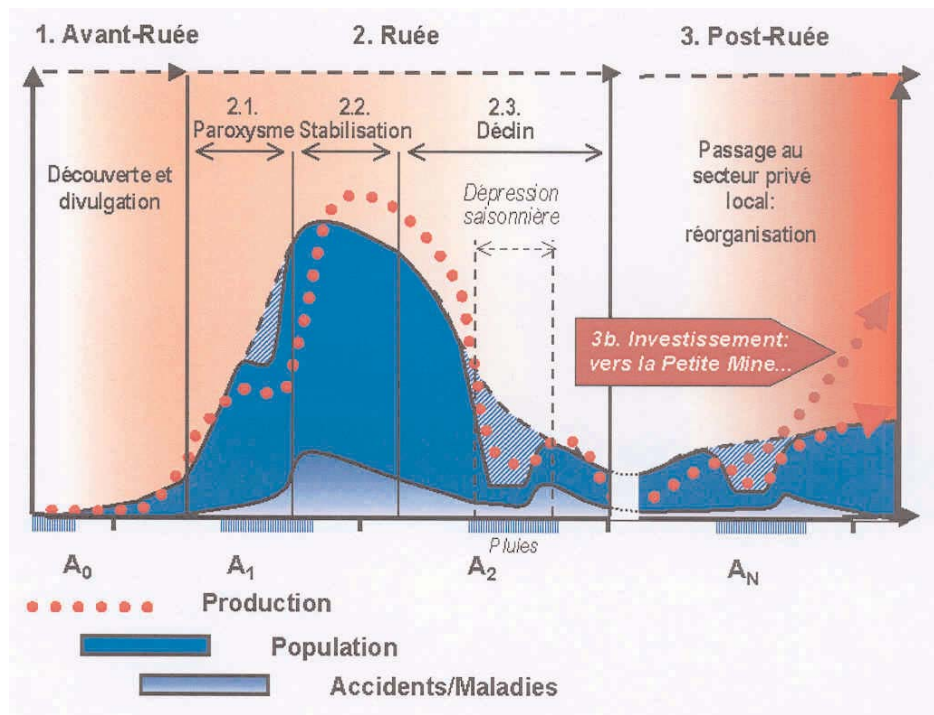 1. Avant-Ruée
2. Ruée
3. Post-Ruée
Découverte et
divulgation
2.1.
Paroxysme
2.2.
Stabilisation
2.3.
Déclin
Dépression
saisonnière
Passage au
secteur privé
local:
réorganisation
3b. Investissement:
vers la Petite Mine...
Pluies
A0
A1
A2
AN
Production
Population
Accidents/Maladies